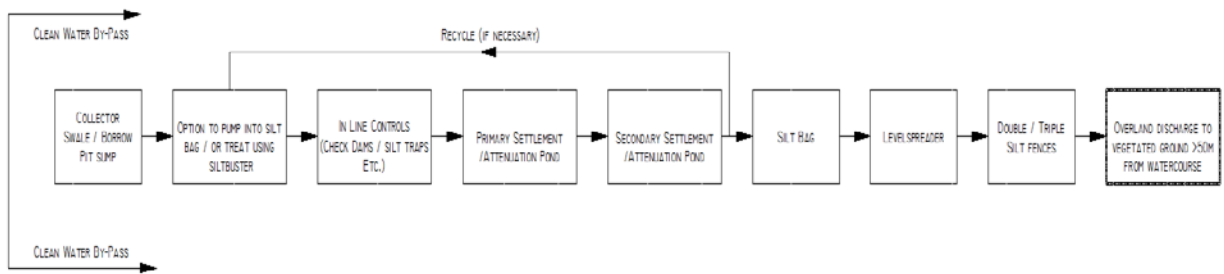 Clean Water By-Pass
Recycle (if necessary)
Collector
Swale / Borrow
Pit sump
Option to pump into silt
bag / or treat using
siltbuster
In Line Controls
(Check Dams / silt traps
Etc.)
Primary Settlement
/Attenuation Pond
Secondary Settlement
/Attenuation Pond
Silt Bag
Levelspreader
Double / Triple
Silt fences
Overland discharge to
vegetated ground >50m
from watercourse
Clean Water By-Pass